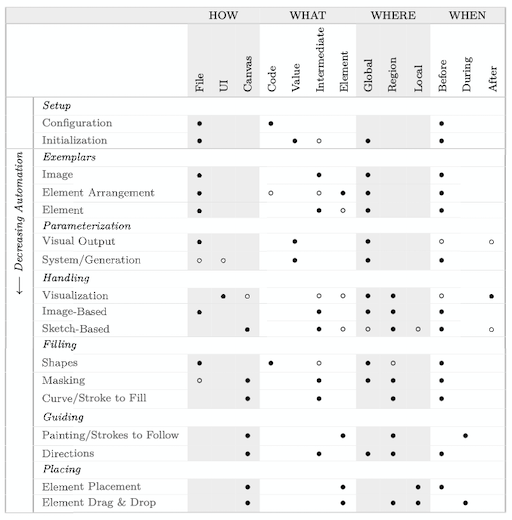 HOW WHAT WHERE WHEN
File UI Canvas Code Value Intermediate Element Global Region Local Before During After
Setup
Configuration ● ● ●
Initialization ● ● ○ ● ●
Exemplars
Image ● ● ● ●
Element Arrangement ● ○ ○ ● ● ●
Element ● ● ○ ● ●
Parameterization
Visual Output ● ● ● ○ ○
System/Generation ○ ○ ● ● ●
Handling
Visualization ● ○ ○ ○ ● ● ○ ●
Image-Based ● ● ● ● ●
Sketch-Based ● ● ○ ○ ● ○ ● ○
Filling
Shapes ● ● ○ ● ○ ●
Masking ○ ● ● ● ● ●
Curve/Stroke to Fill ● ● ● ●
Guiding
Painting/Strokes to Follow ● ● ● ●
Directions ● ● ● ● ●
Placing
Element Placement ● ● ● ●
Element Drag & Drop ● ● ● ● ●
← Decreasing Automation